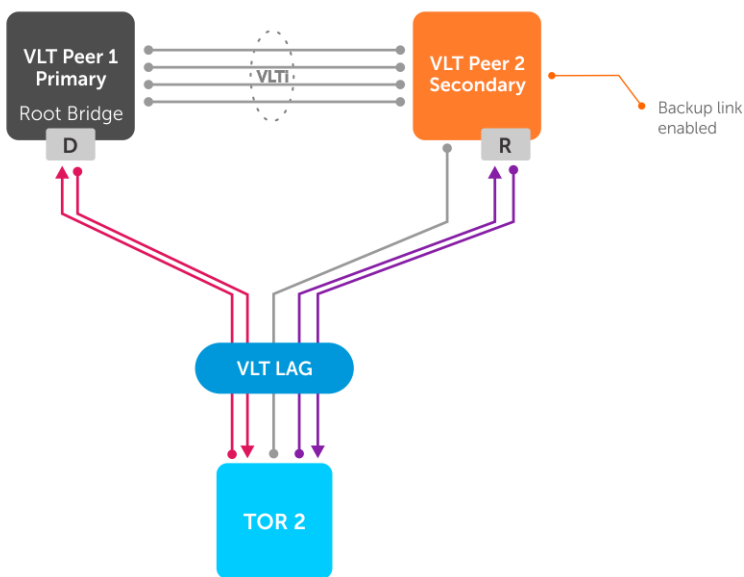 VLT Peer 1
Primary
Root Bridge
D
VLTi
VLT Peer 2
Secondary
R
Backup link
enabled
VLT LAG
TOR 2